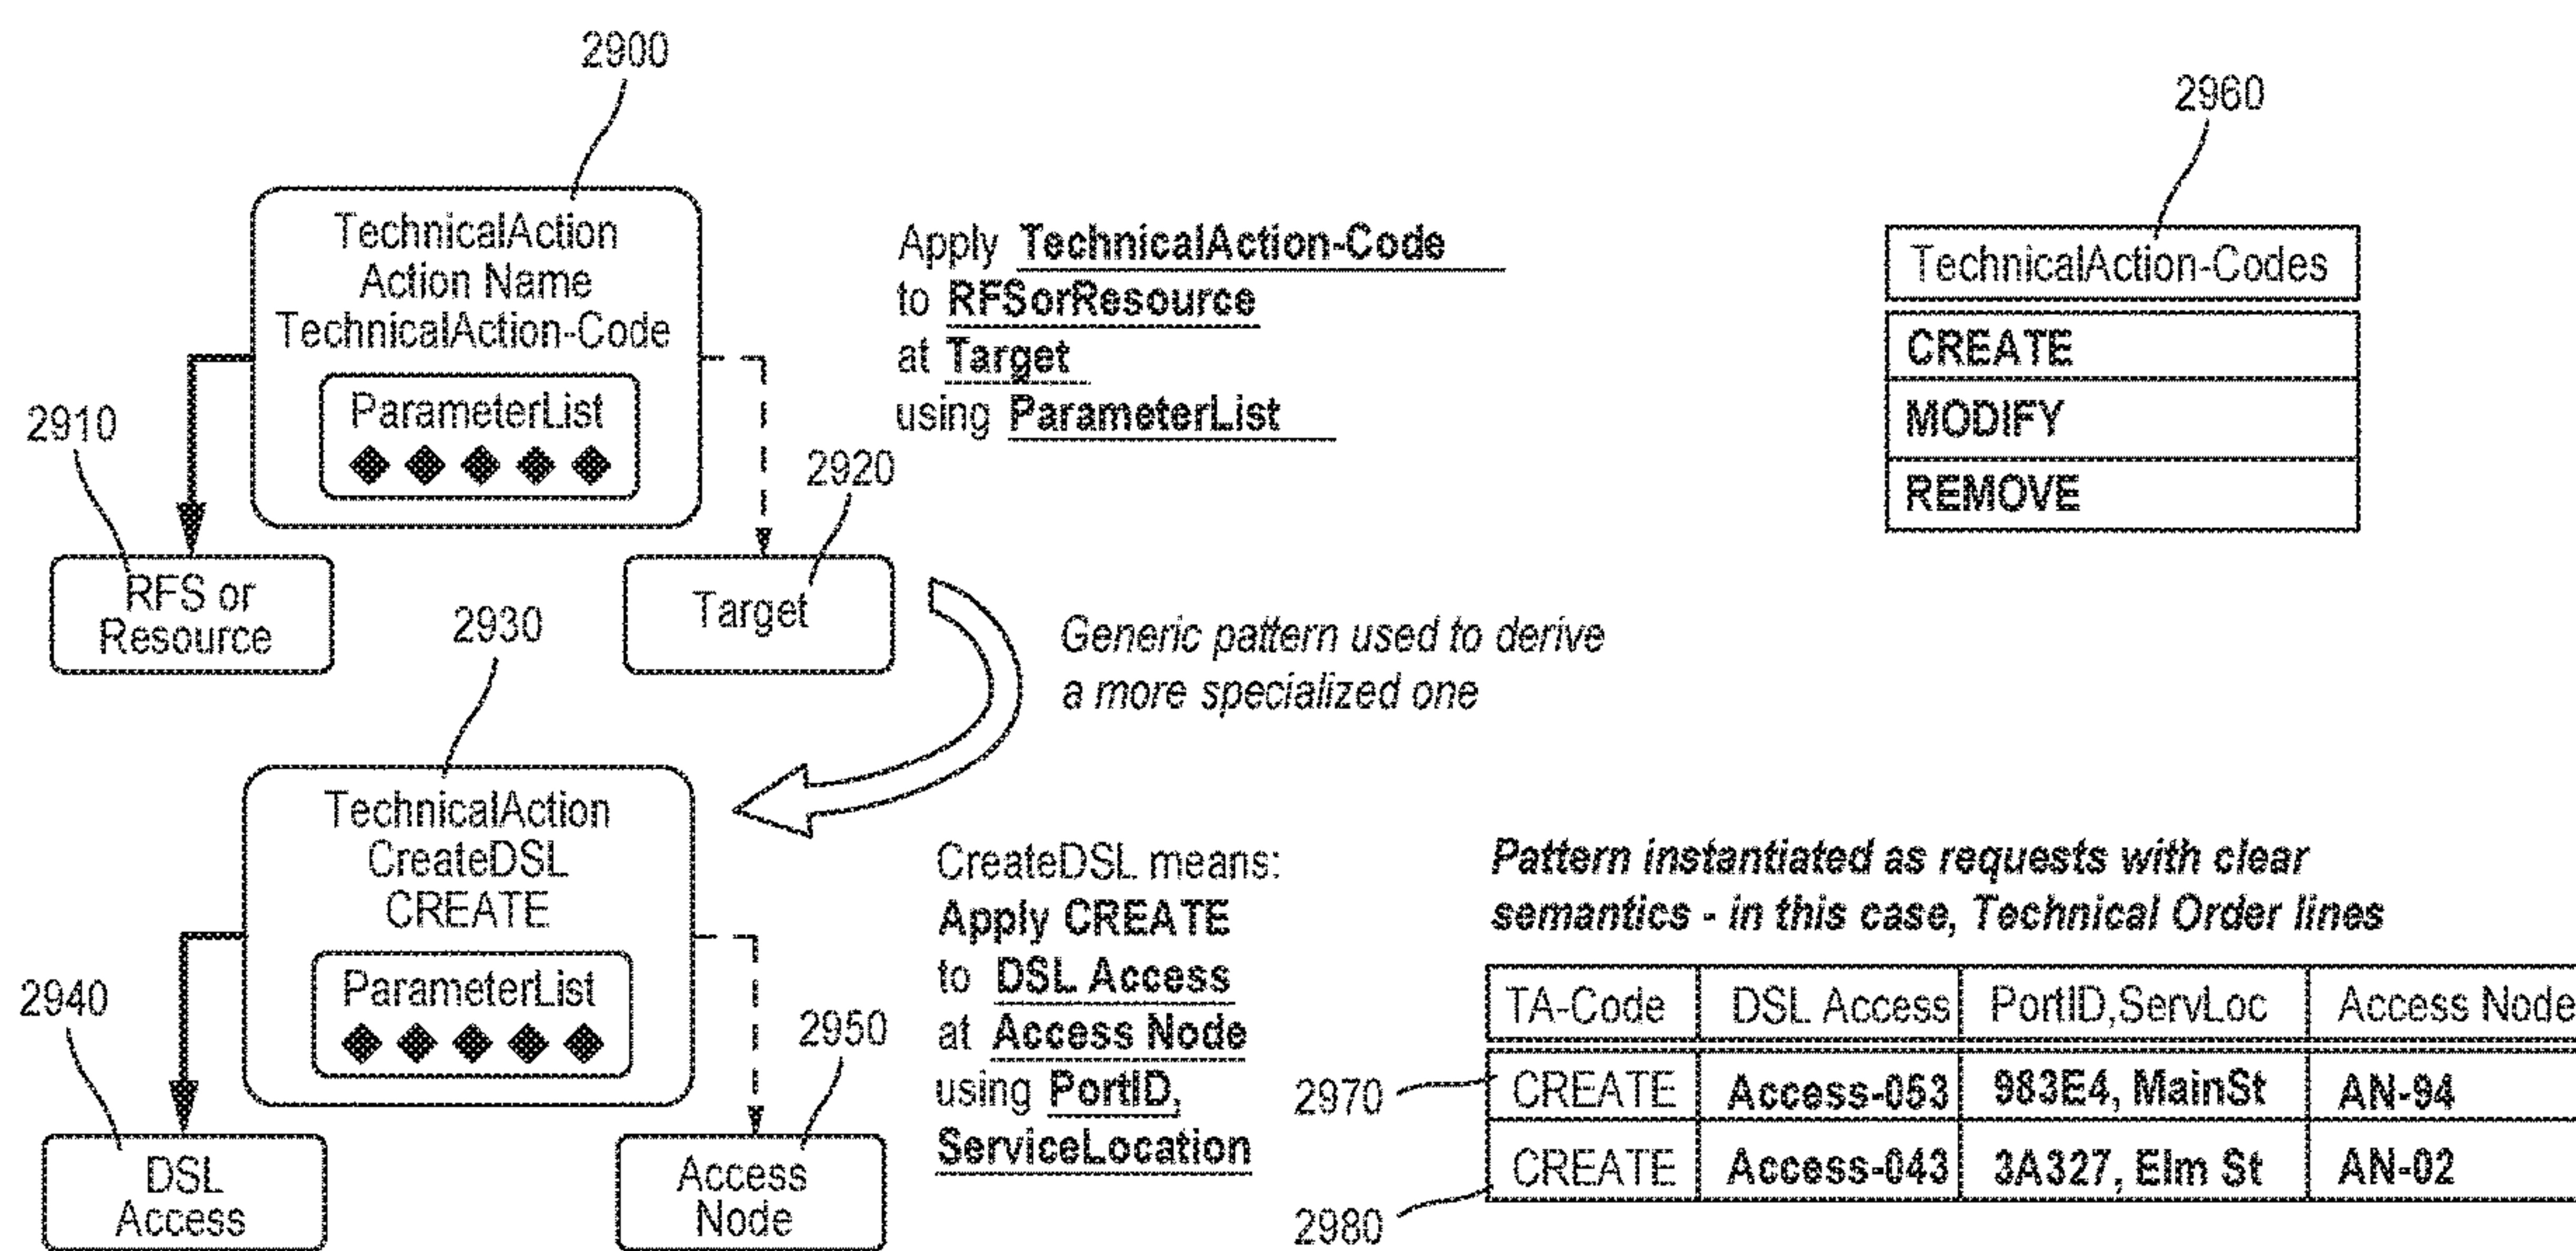 2900
2960
TechnicalAction
Action Name
TechnicalAction-Code
ParameterList
2910
RFS or
Resource
2920
Target
Apply TechnicalAction-Code
to RFSorResource
at Target
using ParameterList
TechnicalAction-Codes
CREATE
MODIFY
REMOVE
Generic pattern used to derive
a more specialized one
2930
TechnicalAction
CreateDSL
CREATE
ParameterList
2940
DSL
Access
2950
Access
Node
CreateDSL means:
Apply CREATE
to DSL Access
at Access Node
using PortID,
ServiceLocation
Pattern instantiated as requests with clear
semantics - in this case, Technical Order lines
TA-Code DSL Access PortID,ServLoc Access Node
2970 CREATE Access-053 983E4, MainSt AN-94
CREATE Access-043 3A327, Elm St AN-02
2980